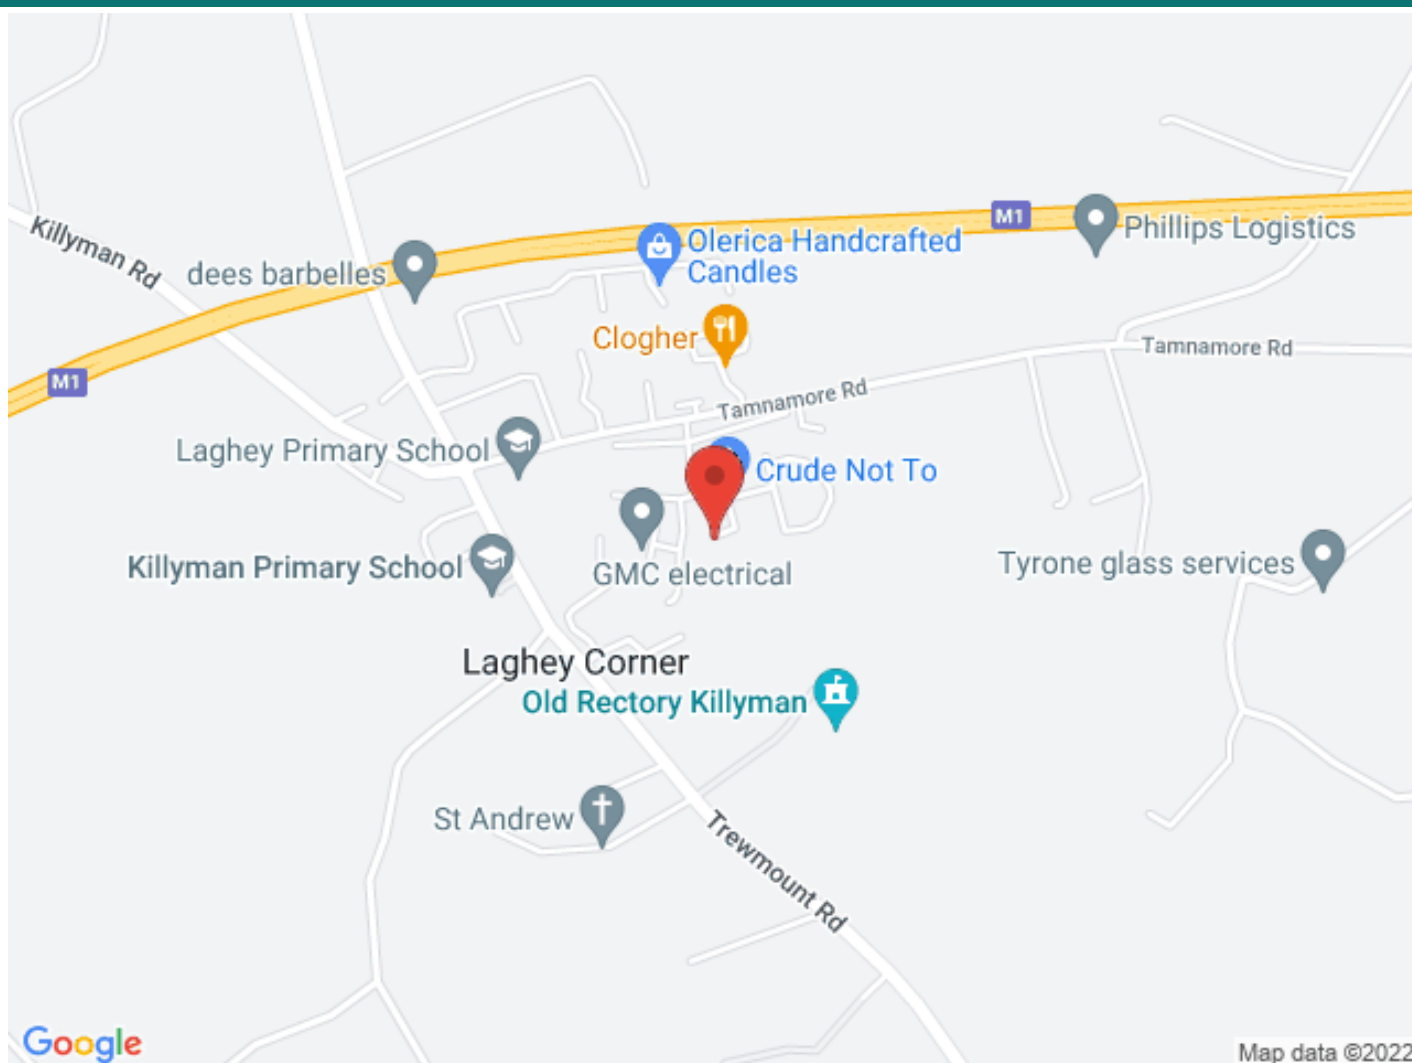 M1
Killyman Rd
Olerica Handcrafted
Candles
Phillips Logistics
dees barbelles
Clogher
Tamnamore Rd
M1
Tamnamore Rd
Laghey Primary School
Crude Not To
Killyman Primary School
GMC electrical
Tyrone glass services
Laghey Corner
Old Rectory Killyman
St Andrew
Trewmount Rd
Google
Map data ©2022